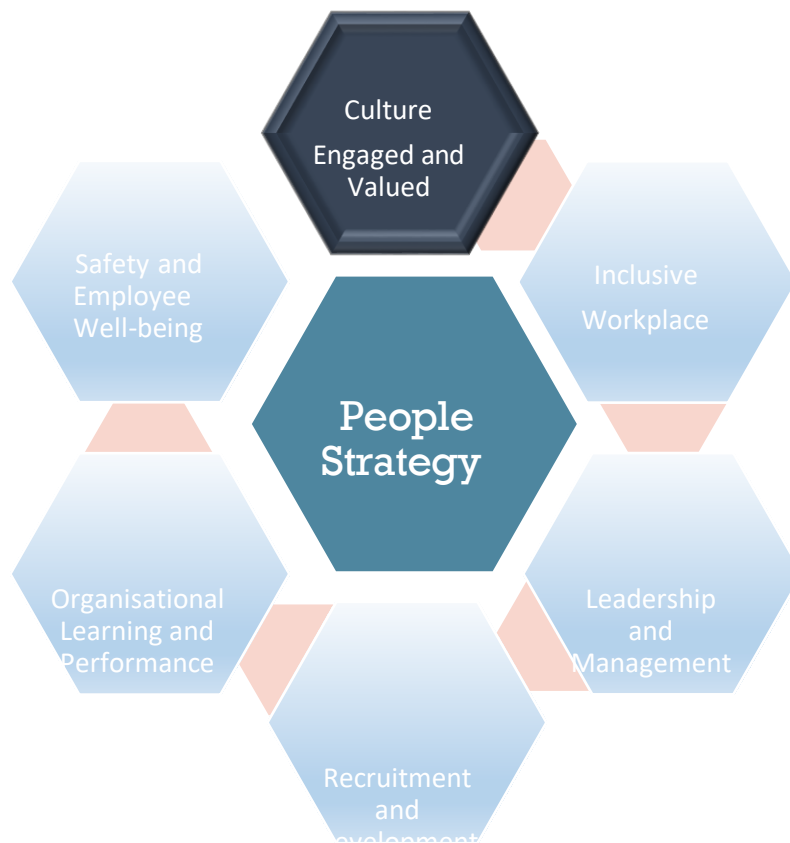 Culture
Engaged and
Valued
Safety and
Employee
Well-being
Inclusive
Workplace
People
Strategy
Organisational
Learning and
Performance
Leadership
and
Management
Recruitment
and
Development